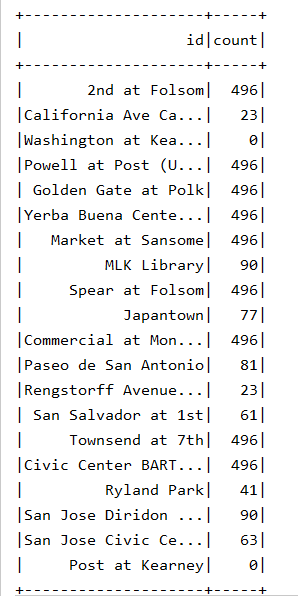 +--------------------+-----+
|                  id|count|
+--------------------+-----+
|       2nd at Folsom|  496|
|California Ave Ca...|   23|
|Washington at Kea...|    0|
|Powell at Post (U...|  496|
| Golden Gate at Polk|  496|
|Yerba Buena Cente...|  496|
|   Market at Sansome|  496|
|         MLK Library|   90|
|     Spear at Folsom|  496|
|           Japantown|   77|
|Commercial at Mon...|  496|
|Paseo de San Antonio|   81|
|Rengstorff Avenue...|   23|
| San Salvador at 1st|   61|
|     Townsend at 7th|  496|
|Civic Center BART...|  496|
|         Ryland Park|   41|
|San Jose Diridon ...|   90|
|San Jose Civic Ce...|   63|
|     Post at Kearney|    0|
+--------------------+-----+